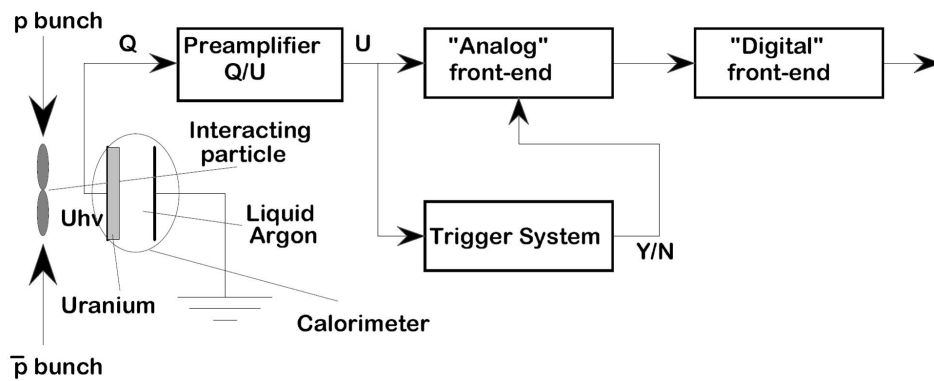 p bunch
Q
Preamplifier
Q/U
U
"Analog"
front-end
"Digital"
front-end
Interacting
particle
Uhv
Liquid
Argon
Trigger System
Y/N
Uranium
Calorimeter
p̅ bunch